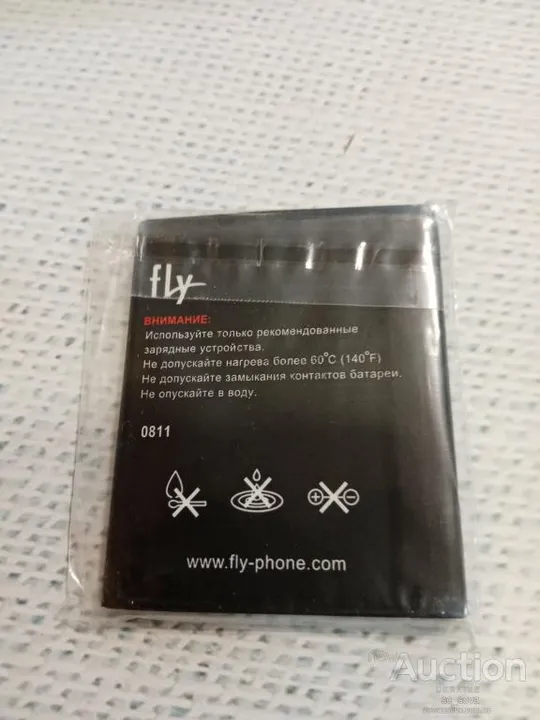 fly
ВНИМАНИЕ:
Используйте только рекомендованные
зарядные устройства.
Не допускайте нагрева более 60°С (140°F)
Не допускайте замыкания контактов батареи.
Не опускайте в воду.
0811
www.fly-phone.com
Auction